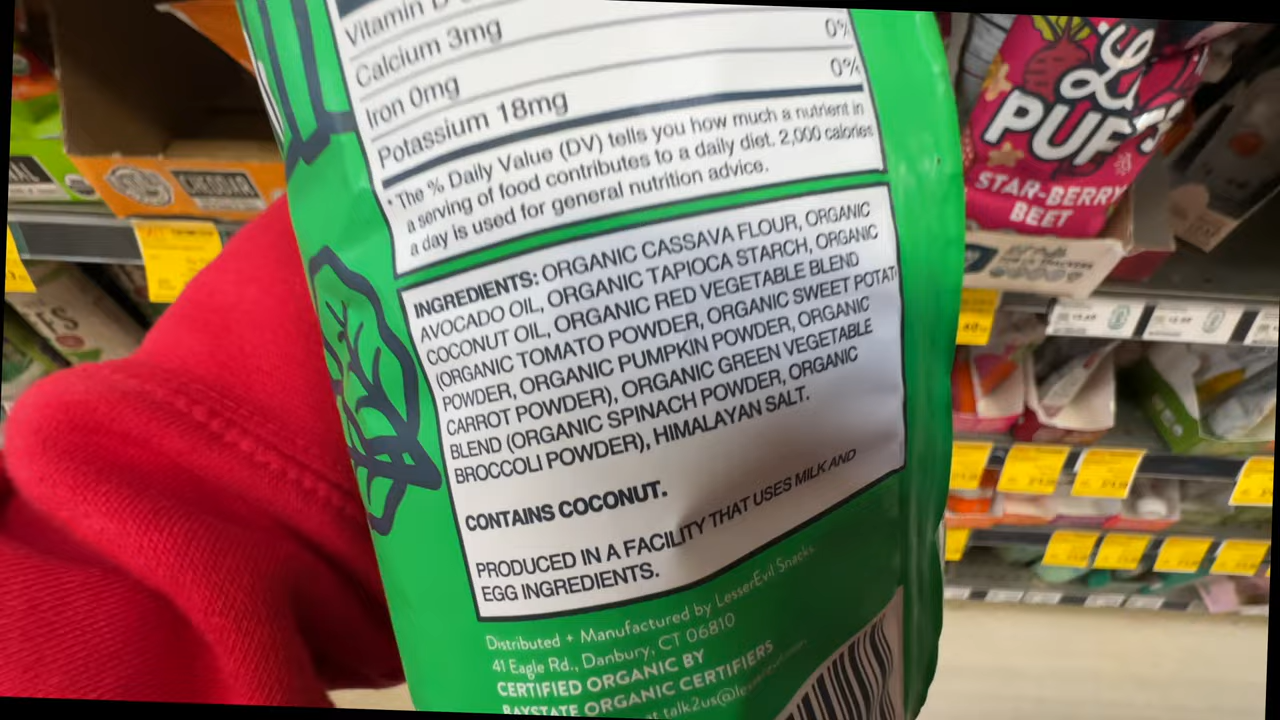 Vitamin D
Calcium 3mg 0%
Iron 0mg 0%
Potassium 18mg
* The % Daily Value (DV) tells you how much a nutrient in
a serving of food contributes to a daily diet. 2,000 calories
a day is used for general nutrition advice.
INGREDIENTS: ORGANIC CASSAVA FLOUR, ORGANIC
AVOCADO OIL, ORGANIC TAPIOCA STARCH, ORGANIC
COCONUT OIL, ORGANIC RED VEGETABLE BLEND
(ORGANIC TOMATO POWDER, ORGANIC SWEET POTAT
POWDER, ORGANIC PUMPKIN POWDER, ORGANIC
CARROT POWDER), ORGANIC GREEN VEGETABLE
BLEND (ORGANIC SPINACH POWDER, ORGANIC
BROCCOLI POWDER), HIMALAYAN SALT.
CONTAINS COCONUT.
PRODUCED IN A FACILITY THAT USES MILK AND
EGG INGREDIENTS.
Distributed + Manufactured by LesserEvil Snacks
41 Eagle Rd., Danbury, CT 06810
CERTIFIED ORGANIC BY
BAYSTATE ORGANIC CERTIFIERS
at talk2us@les
CHEDDAR
Lil
PUFFS
STAR-BERRY
BEET